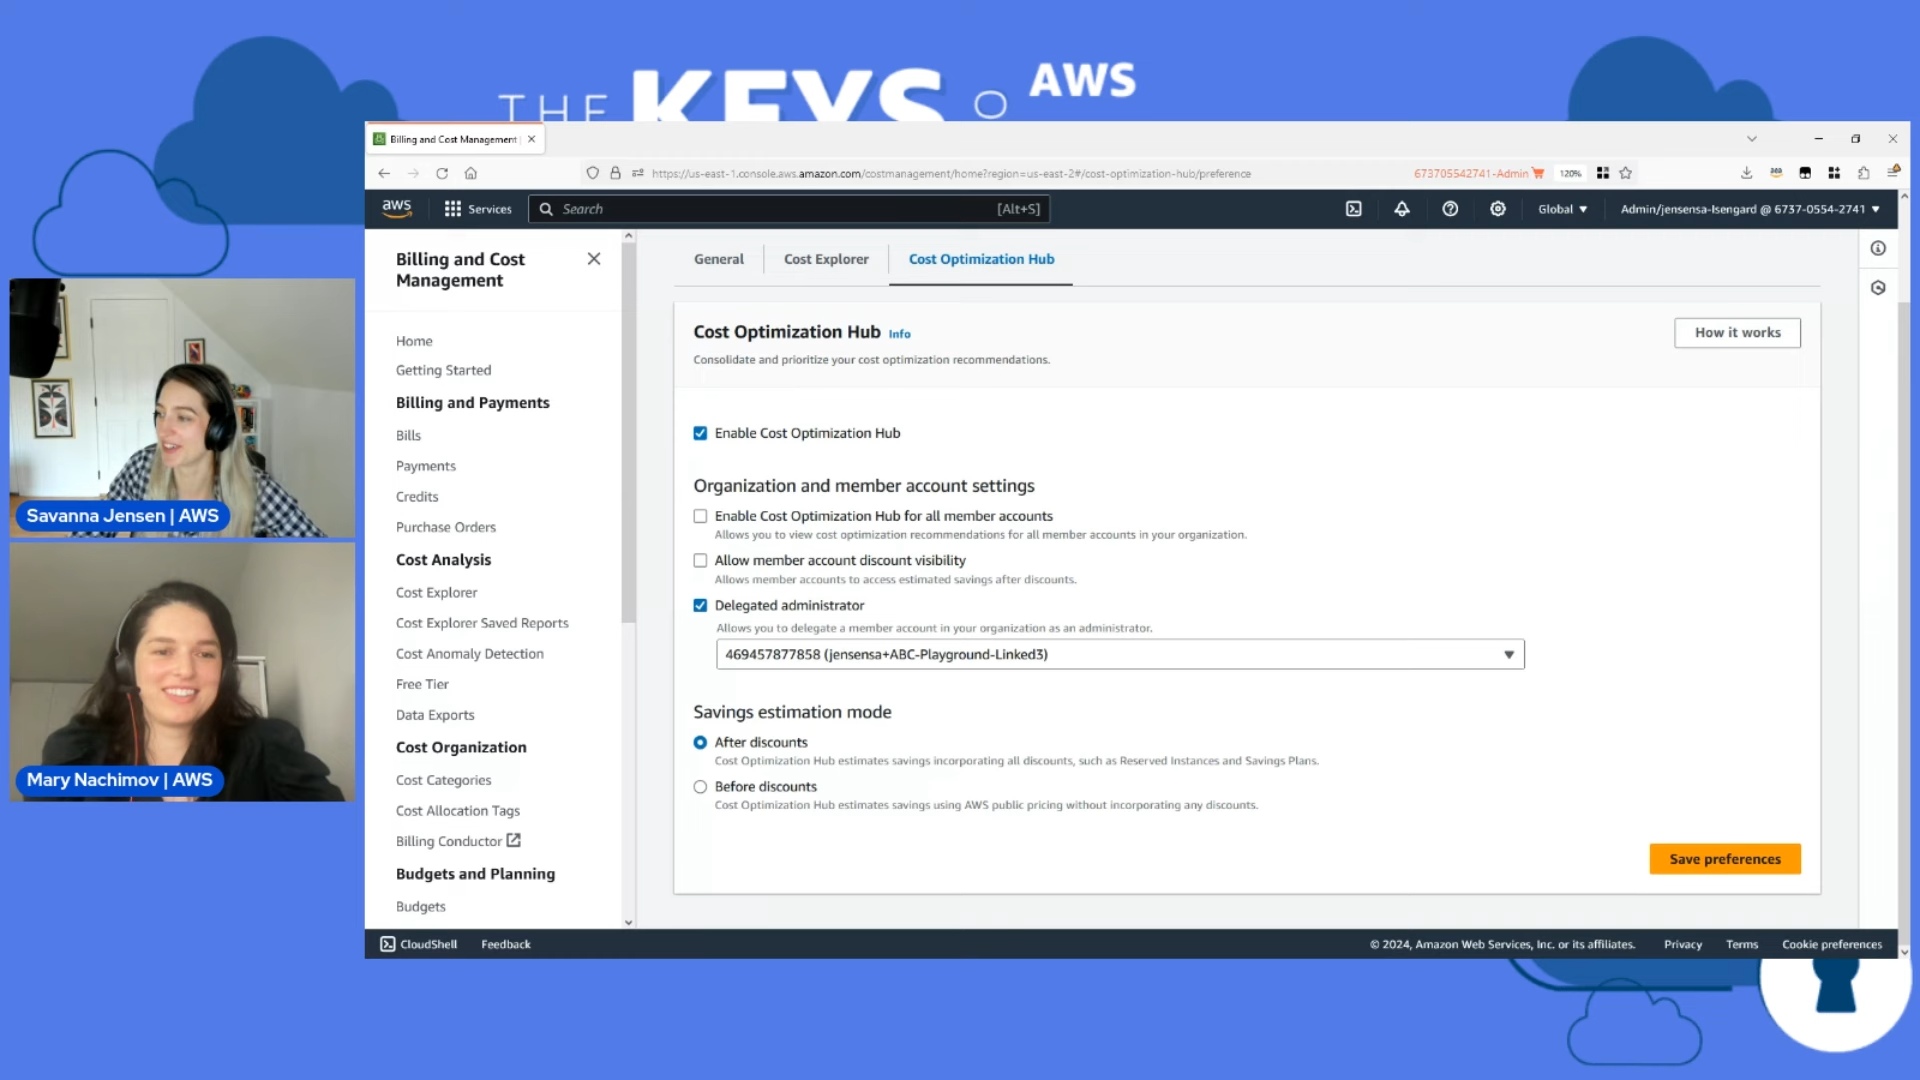 THE KEYS O AWS
Billing and Cost Management
https://us-east-1.console.aws.amazon.com/costmanagement/home?region=us-east-2#/cost-optimization-hub/preference
673705542741-Admin
120%
aws
Services
Search
[Alt+S]
Global
Admin/jensensa-Isengard @ 6737-0554-2741
Billing and Cost
Management
Home
Getting Started
Billing and Payments
Bills
Payments
Credits
Purchase Orders
Cost Analysis
Cost Explorer
Cost Explorer Saved Reports
Cost Anomaly Detection
Free Tier
Data Exports
Cost Organization
Cost Categories
Cost Allocation Tags
Billing Conductor
Budgets and Planning
Budgets
General
Cost Explorer
Cost Optimization Hub
Cost Optimization Hub Info
How it works
Consolidate and prioritize your cost optimization recommendations.
Enable Cost Optimization Hub
Organization and member account settings
Enable Cost Optimization Hub for all member accounts
Allows you to view cost optimization recommendations for all member accounts in your organization.
Allow member account discount visibility
Allows member accounts to access estimated savings after discounts.
Delegated administrator
Allows you to delegate a member account in your organization as an administrator.
469457877858 (jensensa+ABC-Playground-Linked3)
Savings estimation mode
After discounts
Cost Optimization Hub estimates savings incorporating all discounts, such as Reserved Instances and Savings Plans.
Before discounts
Cost Optimization Hub estimates savings using AWS public pricing without incorporating any discounts.
Save preferences
CloudShell
Feedback
© 2024, Amazon Web Services, Inc. or its affiliates.
Privacy
Terms
Cookie preferences
Savanna Jensen | AWS
Mary Nachimov | AWS